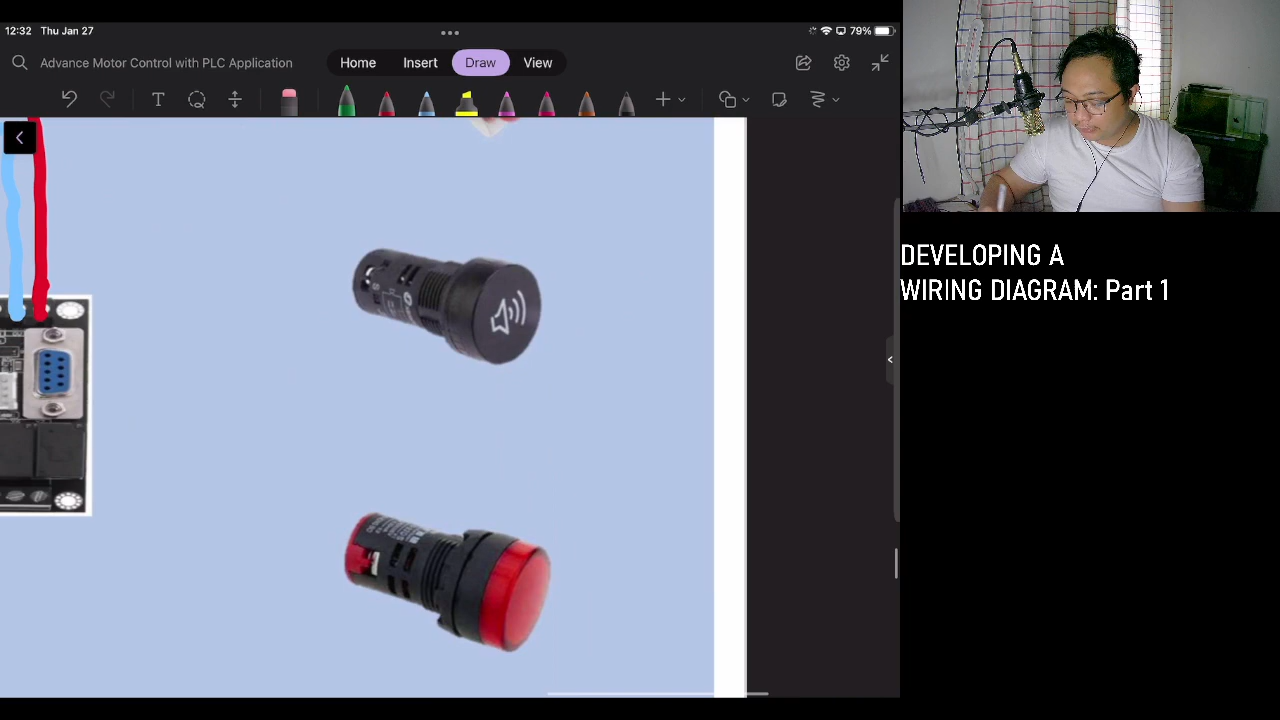 12:32 Thu Jan 27
79%
Advance Motor Control with PLC Application
Home Insert Draw View
T
DEVELOPING A
WIRING DIAGRAM: Part 1